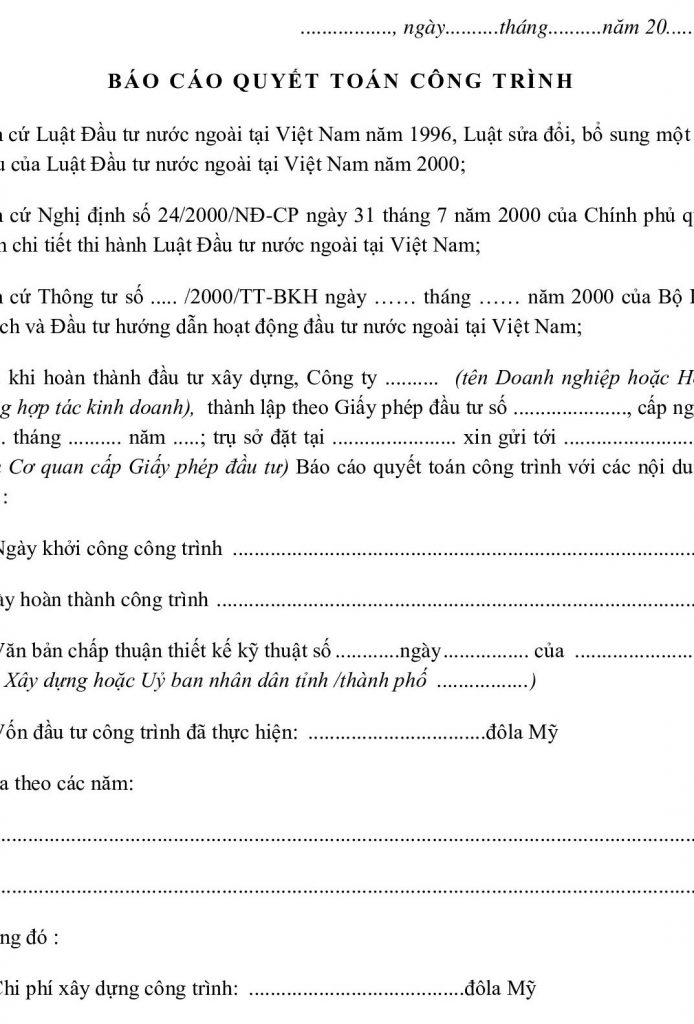 .................., ngày..........tháng..........năm 20.....
BÁO CÁO QUYẾT TOÁN CÔNG TRÌNH
cứ Luật Đầu tư nước ngoài tại Việt Nam năm 1996, Luật sửa đổi, bổ sung một
của Luật Đầu tư nước ngoài tại Việt Nam năm 2000;
cứ Nghị định số 24/2000/NĐ-CP ngày 31 tháng 7 năm 2000 của Chính phủ
chi tiết thi hành Luật Đầu tư nước ngoài tại Việt Nam;
cứ Thông tư số ..... /2000/TT-BKH ngày …… tháng …… năm 2000 của Bộ
ch và Đầu tư hướng dẫn hoạt động đầu tư nước ngoài tại Việt Nam;
khi hoàn thành đầu tư xây dựng, Công ty .......... (tên Doanh nghiệp hoặc
g hợp tác kinh doanh), thành lập theo Giấy phép đầu tư số ....................., cấp ng
.. tháng .......... năm .....; trụ sở đặt tại ....................... xin gửi tới ........................
Cơ quan cấp Giấy phép đầu tư) Báo cáo quyết toán công trình với các nội du
:
Ngày khởi công công trình .....................................................................................
ày hoàn thành công trình ........................................................................................
Văn bản chấp thuận thiết kế kỹ thuật số ............ngày................ của ......................
Xây dựng hoặc Uỷ ban nhân dân tỉnh /thành phố .................)
Vốn đầu tư công trình đã thực hiện: .................................đôla Mỹ
a theo các năm:
.................................................................................................................................
.................................................................................................................................
ng đó :
Chi phí xây dựng công trình: ........................................đôla Mỹ